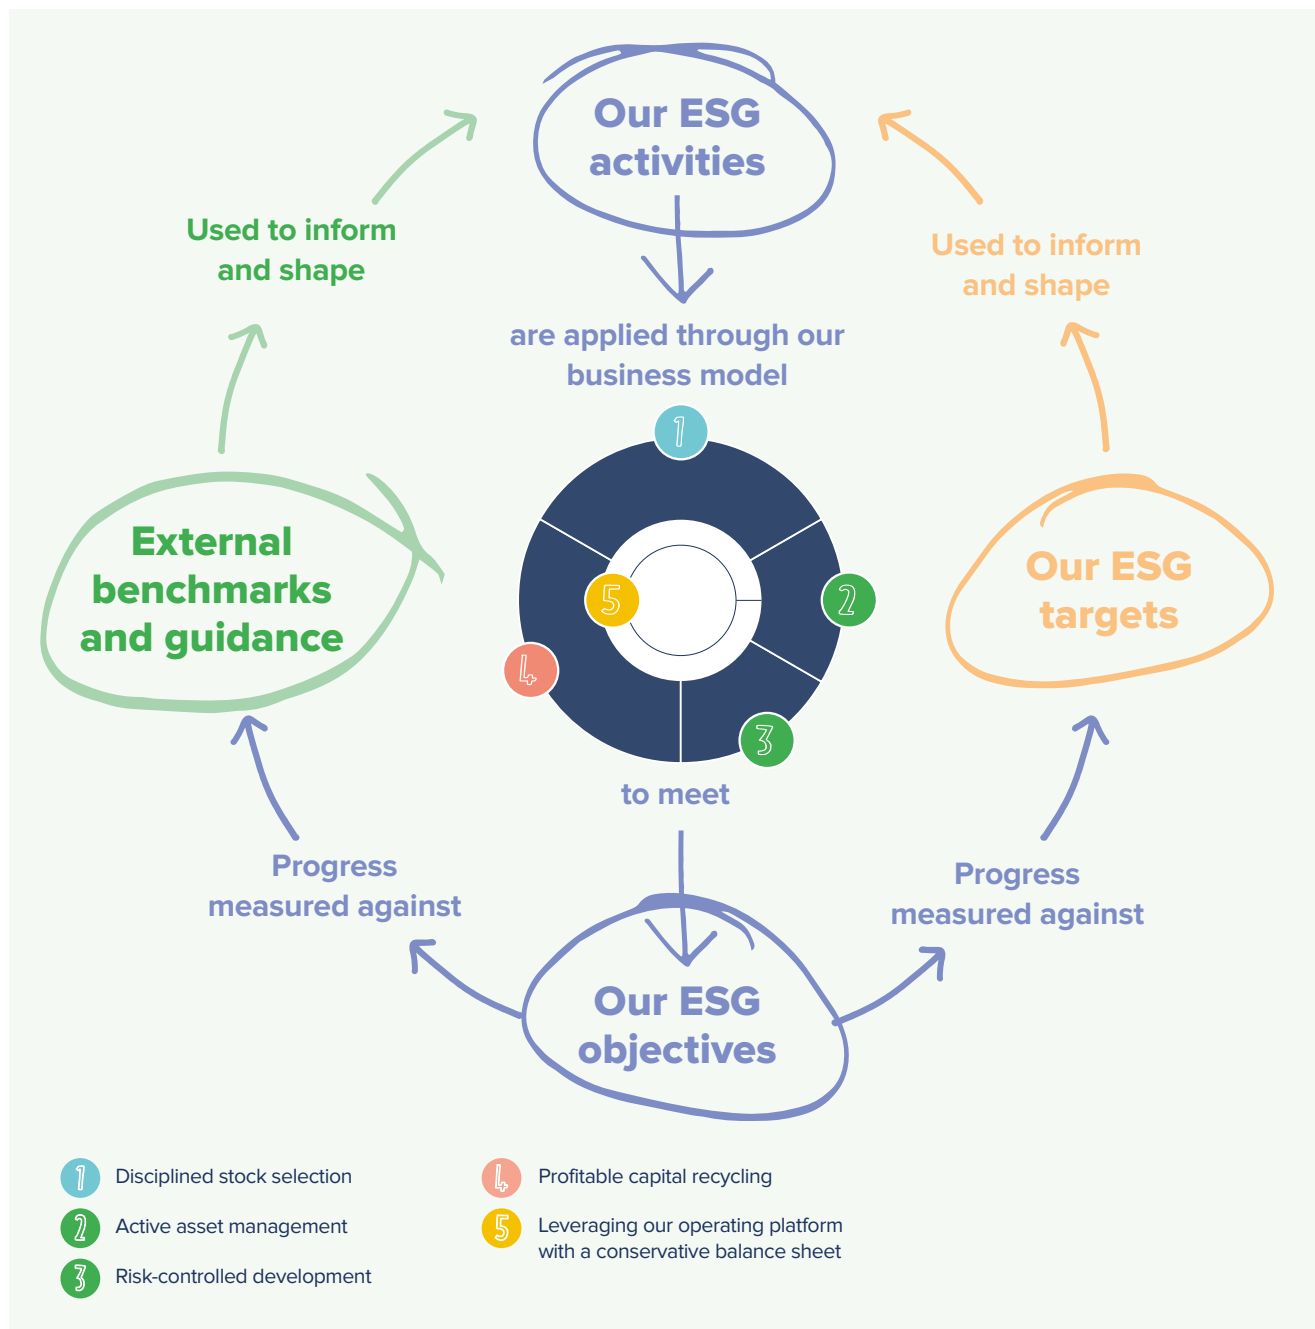 Our ESG
activities
Used to inform
and shape
Used to inform
and shape
are applied through our
business model
1
2
3
4
5
External
benchmarks
and guidance
Our ESG
targets
to meet
Progress
measured against
Progress
measured against
Our ESG
objectives
1 Disciplined stock selection
2 Active asset management
3 Risk-controlled development
4 Profitable capital recycling
5 Leveraging our operating platform
with a conservative balance sheet